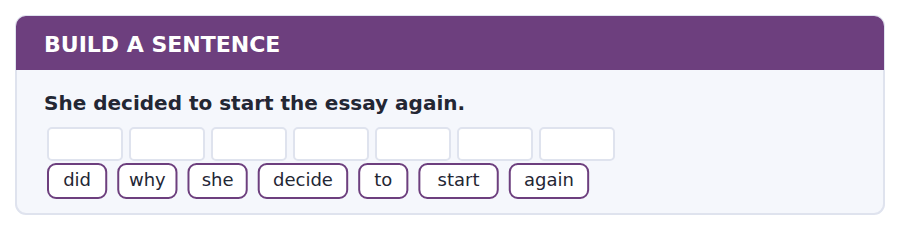 BUILD A SENTENCE
She decided to start the essay again.
did why she decide to start again